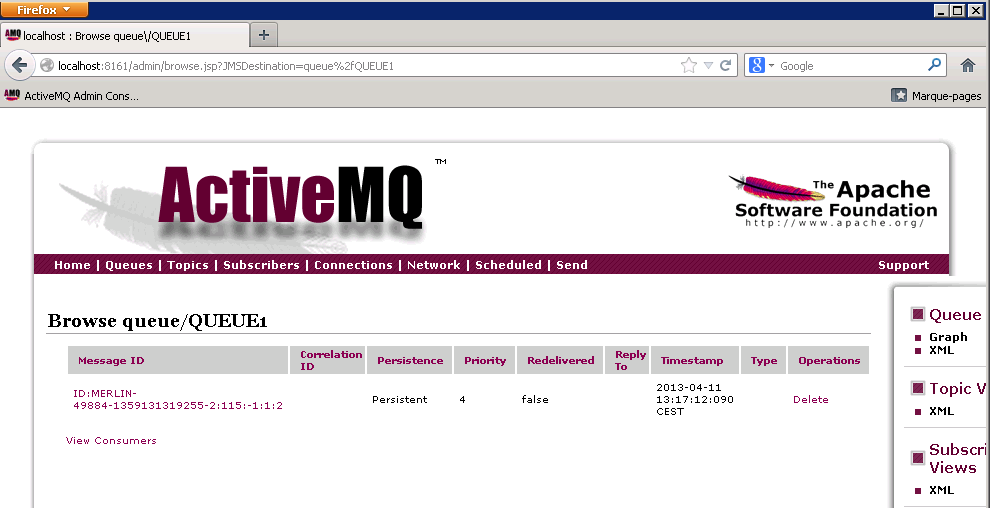 Firefox
AMQ localhost : Browse queue\/QUEUE1
localhost:8161/admin/browse.jsp?JMSDestination=queue%2fQUEUE1
8 Google
AMQ ActiveMQ Admin Cons...
Marque-pages
ActiveMQ TM
The Apache
Software Foundation
http://www.apache.org/
Home | Queues | Topics | Subscribers | Connections | Network | Scheduled | Send
Support
Browse queue/QUEUE1
Message ID
Correlation
ID
Persistence
Priority
Redelivered
Reply
To
Timestamp
Type
Operations
ID:MERLIN-
49884-1359131319255-2:115:-1:1:2
Persistent
4
false
2013-04-11
13:17:12:090
CEST
Delete
View Consumers
Queue
Graph
XML
Topic V
XML
Subscri
Views
XML